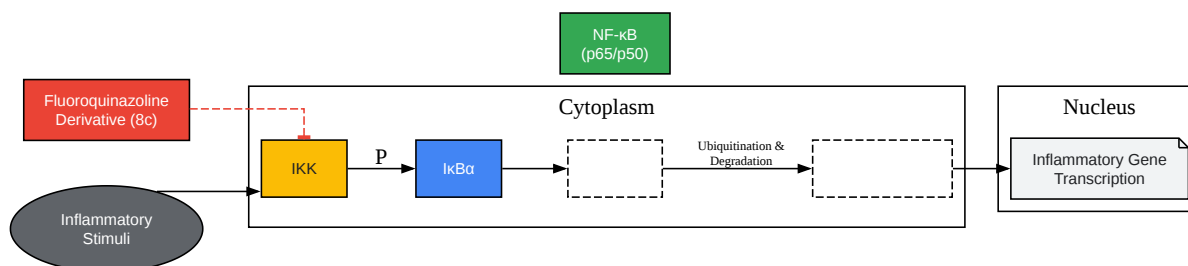 NF-κB
(p65/p50)
Fluoroquinazoline
Derivative (8c)
Cytoplasm
Nucleus
IKK
P
IκBα
Ubiquitination &
Degradation
Inflammatory Gene
Transcription
Inflammatory
Stimuli